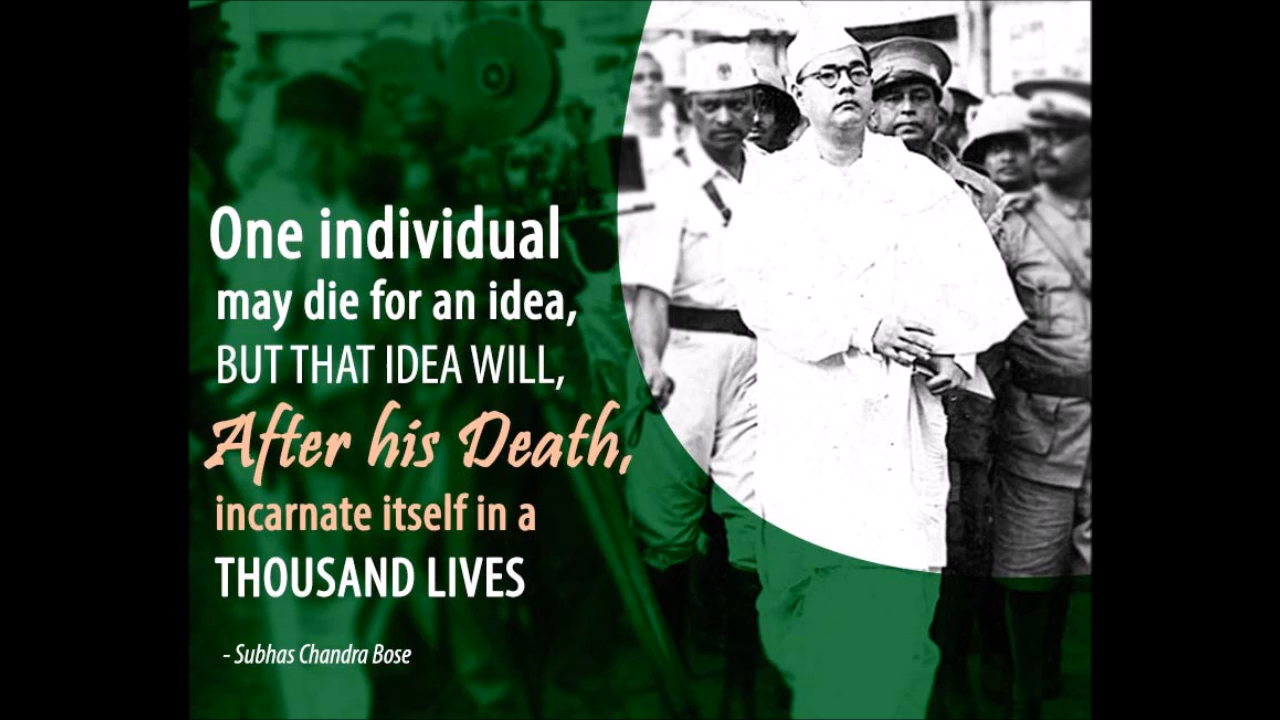 One individual
may die for an idea,
BUT THAT IDEA WILL,
After his Death,
incarnate itself in a
THOUSAND LIVES
- Subhas Chandra Bose